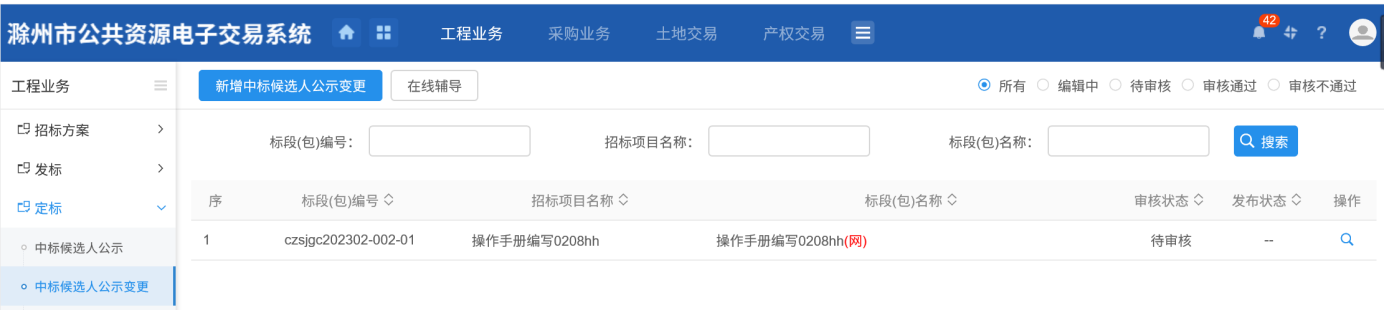 滁州市公共资源电子交易系统 工程业务 采购业务 土地交易 产权交易 42 ?
工程业务 新增中标候选人公示变更 在线辅导 所有 编辑中 待审核 审核通过 审核不通过
招标方案
标段(包)编号： 招标项目名称： 标段(包)名称： 搜索
发标
定标
序 标段(包)编号 招标项目名称 标段(包)名称 审核状态 发布状态 操作
1 czsjgc202302-002-01 操作手册编写0208hh 操作手册编写0208hh(网) 待审核 --
中标候选人公示
中标候选人公示变更